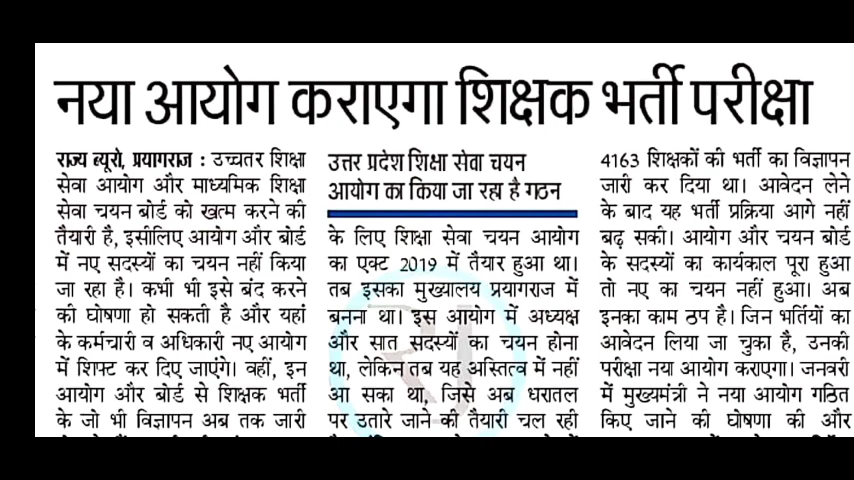 नया आयोग कराएगा शिक्षक भर्ती परीक्षा
राज्य ब्यूरो, प्रयागराज : उच्चतर शिक्षा
सेवा आयोग और माध्यमिक शिक्षा
सेवा चयन बोर्ड को खत्म करने की
तैयारी है, इसीलिए आयोग और बोर्ड
में नए सदस्यों का चयन नहीं किया
जा रहा है। कभी भी इसे बंद करने
की घोषणा हो सकती है और यहां
के कर्मचारी व अधिकारी नए आयोग
में शिफ्ट कर दिए जाएंगे। वहीं, इन
आयोग और बोर्ड से शिक्षक भर्ती
के जो भी विज्ञापन अब तक जारी
उत्तर प्रदेश शिक्षा सेवा चयन
आयोग का किया जा रहा है गठन
के लिए शिक्षा सेवा चयन आयोग
का एक्ट 2019 में तैयार हुआ था।
तब इसका मुख्यालय प्रयागराज में
बनना था। इस आयोग में अध्यक्ष
और सात सदस्यों का चयन होना
था, लेकिन तब यह अस्तित्व में नहीं
आ सका था, जिसे अब धरातल
पर उतारे जाने की तैयारी चल रही
4163 शिक्षकों की भर्ती का विज्ञापन
जारी कर दिया था। आवेदन लेने
के बाद यह भर्ती प्रक्रिया आगे नहीं
बढ़ सकी। आयोग और चयन बोर्ड
के सदस्यों का कार्यकाल पूरा हुआ
तो नए का चयन नहीं हुआ। अब
इनका काम ठप है। जिन भर्तियों का
आवेदन लिया जा चुका है, उनकी
परीक्षा नया आयोग कराएगा। जनवरी
में मुख्यमंत्री ने नया आयोग गठित
किए जाने की घोषणा की और